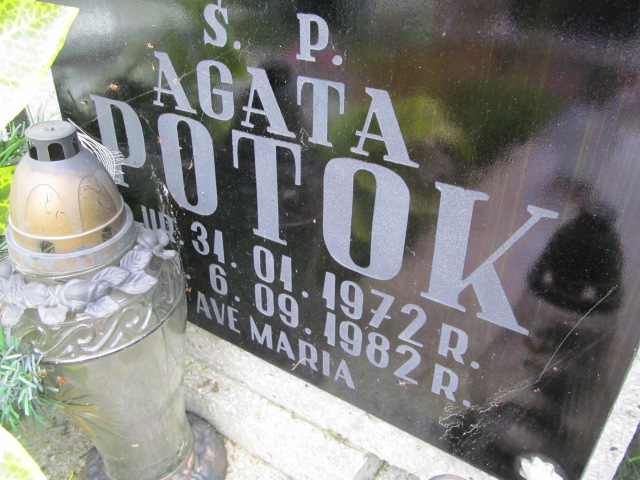 Ś. P.
AGATA
POTOK
UR. 31. 01. 1972 R.
6. 09. 1982 R.
AVE MARIA